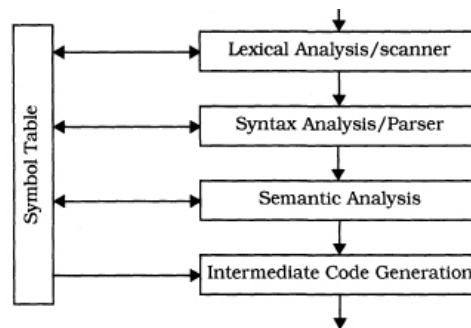 Symbol Table
Lexical Analysis/scanner
Syntax Analysis/Parser
Semantic Analysis
Intermediate Code Generation